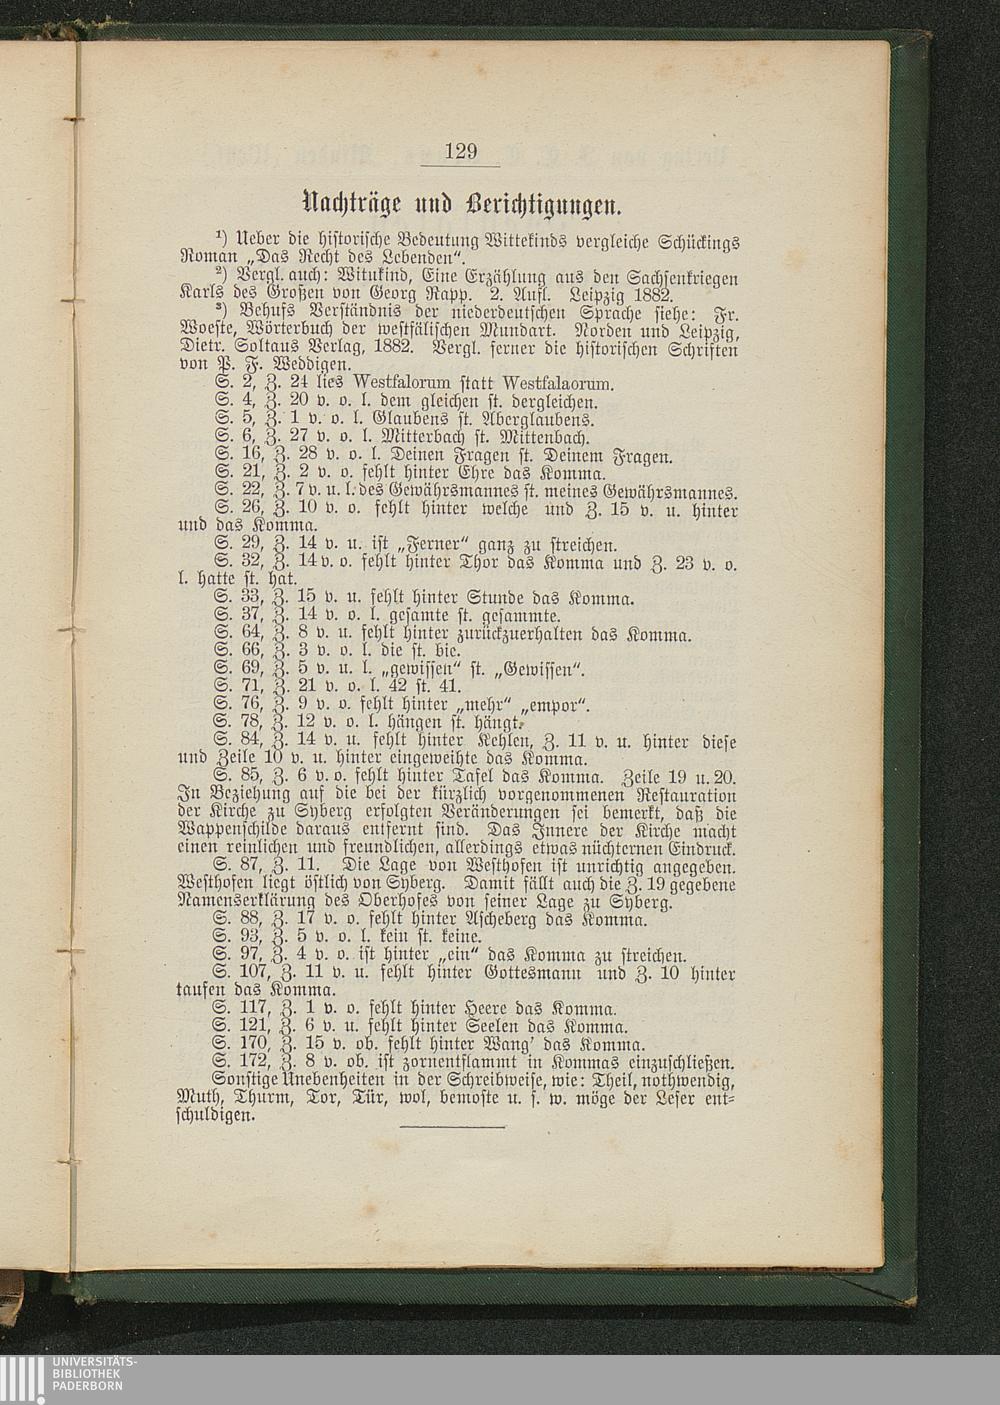 129
Nachträge und Berichtigungen.
¹) Ueber die historische Bedeutung Wittekinds vergleiche Schückings
Roman „Das Recht des Lebenden“.
²) Vergl. auch: Witukind, Eine Erzählung aus den Sachsenkriegen
Karls des Großen von Georg Rapp. 2. Aufl. Leipzig 1882.
³) Behufs Verständnis der niederdeutschen Sprache siehe: Fr.
Woeste, Wörterbuch der westfälischen Mundart. Norden und Leipzig,
Dietr. Soltaus Verlag, 1882. Vergl. ferner die historischen Schriften
von P. F. Weddigen.
S. 2, Z. 24 lies Westfalorum statt Westfalaorum.
S. 4, Z. 20 v. o. l. dem gleichen st. dergleichen.
S. 5, Z. 1 v. o. l. Glaubens st. Aberglaubens.
S. 6, Z. 27 v. o. l. Mitterbach st. Mittenbach.
S. 16, Z. 28 v. o. l. Deinen Fragen st. Deinem Fragen.
S. 21, Z. 2 v. o. fehlt hinter Ehre das Komma.
S. 22, Z. 7 v. u. l. des Gewährsmannes st. meines Gewährsmannes.
S. 26, Z. 10 v. o. fehlt hinter welche und Z. 15 v. u. hinter
und das Komma.
S. 29, Z. 14 v. u. ist „Ferner“ ganz zu streichen.
S. 32, Z. 14 v. o. fehlt hinter Thor das Komma und Z. 23 v. o.
l. hatte st. hat.
S. 33, Z. 15 v. u. fehlt hinter Stunde das Komma.
S. 37, Z. 14 v. o. l. gesamte st. gesammte.
S. 64, Z. 8 v. u. fehlt hinter zurückzuerhalten das Komma.
S. 66, Z. 3 v. o. l. die st. bie.
S. 69, Z. 5 v. u. l. „gewissen“ st. „Gewissen“.
S. 71, Z. 21 v. o. l. 42 st. 41.
S. 76, Z. 9 v. o. fehlt hinter „mehr“ „empor“.
S. 78, Z. 12 v. o. l. hängen st. hängt.
S. 84, Z. 14 v. u. fehlt hinter Kehlen, Z. 11 v. u. hinter diese
und Zeile 10 v. u. hinter eingeweihte das Komma.
S. 85, Z. 6 v. o. fehlt hinter Tafel das Komma. Zeile 19 u. 20.
In Beziehung auf die bei der kürzlich vorgenommenen Restauration
der Kirche zu Syberg erfolgten Veränderungen sei bemerkt, daß die
Wappenschilde daraus entfernt sind. Das Innere der Kirche macht
einen reinlichen und freundlichen, allerdings etwas nüchternen Eindruck.
S. 87, Z. 11. Die Lage von Westhofen ist unrichtig angegeben.
Westhofen liegt östlich von Syberg. Damit fällt auch die Z. 19 gegebene
Namenserklärung des Oberhofes von seiner Lage zu Syberg.
S. 88, Z. 17 v. o. fehlt hinter Ascheberg das Komma.
S. 93, Z. 5 v. o. l. kein st. keine.
S. 97, Z. 4 v. o. ist hinter „ein“ das Komma zu streichen.
S. 107, Z. 11 v. u. fehlt hinter Gottesmann und Z. 10 hinter
taufen das Komma.
S. 117, Z. 1 v. o. fehlt hinter Heere das Komma.
S. 121, Z. 6 v. u. fehlt hinter Seelen das Komma.
S. 170, Z. 15 v. ob. fehlt hinter Wang' das Komma.
S. 172, Z. 8 v. ob. ist zornentflammt in Kommas einzuschließen.
Sonstige Unebenheiten in der Schreibweise, wie: Theil, nothwendig,
Muth, Thurm, Tor, Tür, wol, bemoste u. s. w. möge der Leser ent-
schuldigen.
UNIVERSITÄTS-
BIBLIOTHEK
PADERBORN